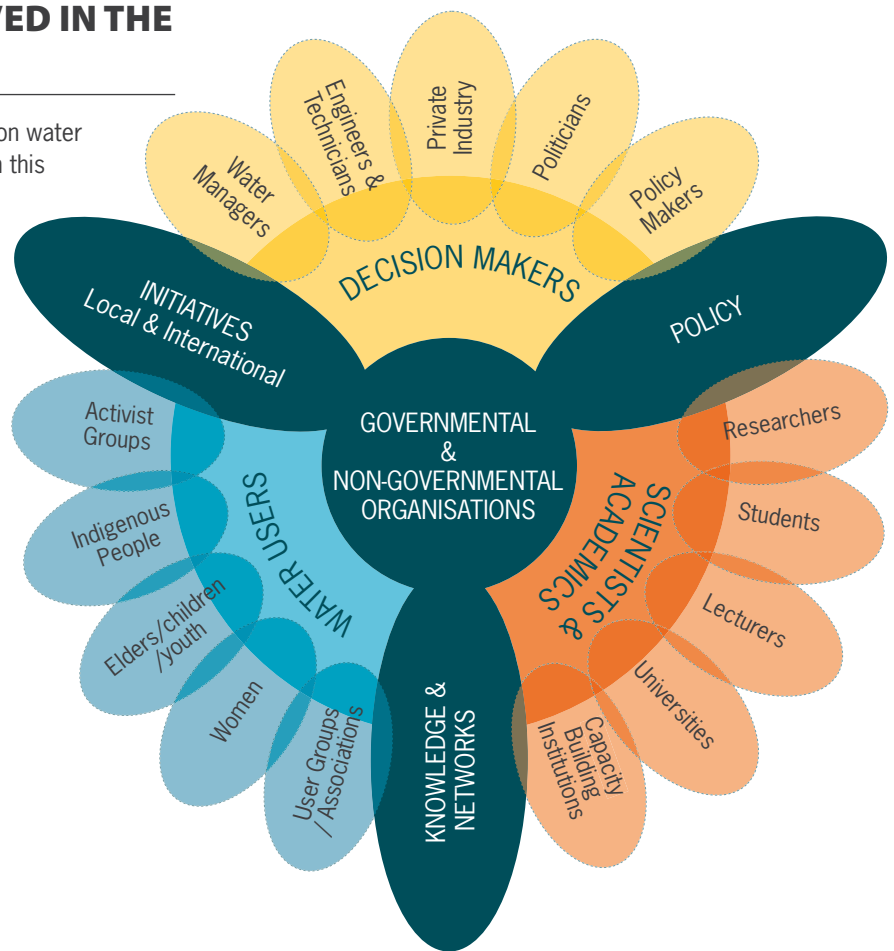 VED IN THE
on water
this
Water
Managers
Engineers &
Technicians
Private
Industry
Politicians
Policy
Makers
DECISION MAKERS
INITIATIVES
Local & International
POLICY
GOVERNMENTAL
&
NON-GOVERNMENTAL
ORGANISATIONS
Activist
Groups
Indigenous
People
Elders/children
/youth
Women
User Groups
/ Associations
WATER USERS
KNOWLEDGE &
NETWORKS
SCIENTISTS &
ACADEMICS
Researchers
Students
Lecturers
Universities
Capacity
Building
Institutions